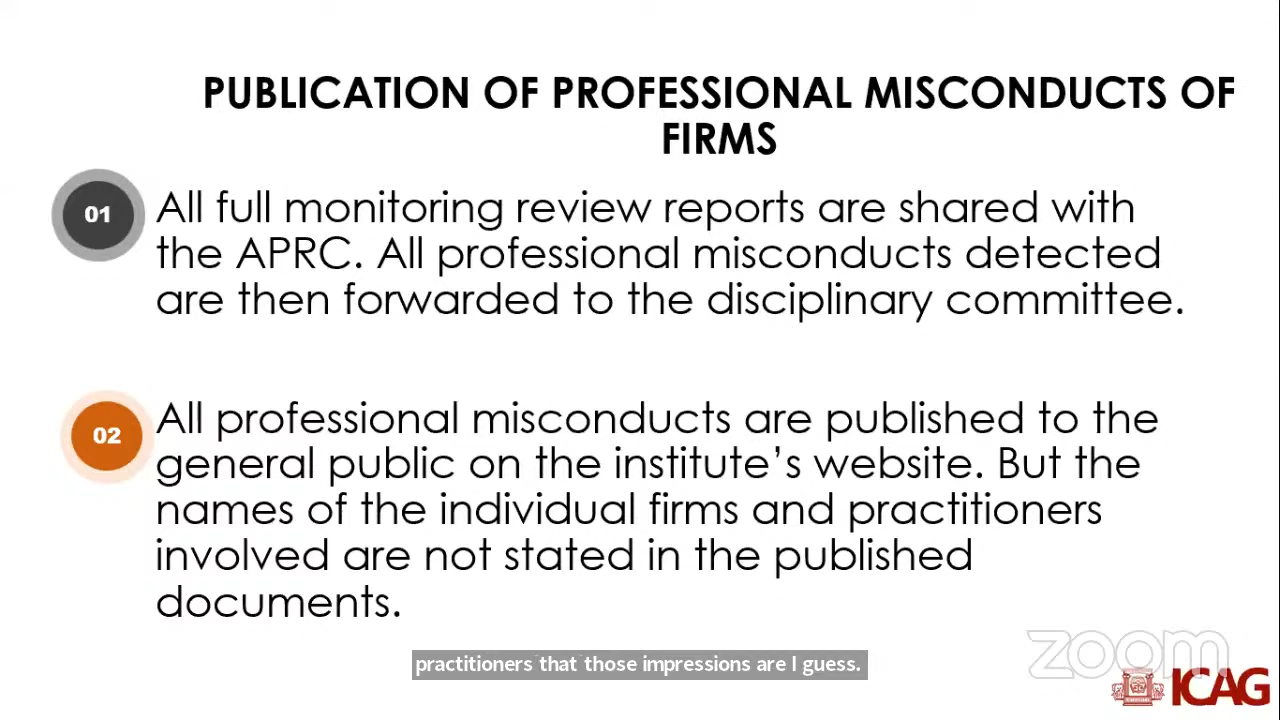 PUBLICATION OF PROFESSIONAL MISCONDUCTS OF
FIRMS
01
All full monitoring review reports are shared with
the APRC. All professional misconducts detected
are then forwarded to the disciplinary committee.
02
All professional misconducts are published to the
general public on the institute’s website. But the
names of the individual firms and practitioners
involved are not stated in the published
documents.
practitioners that those impressions are I guess.
zoom
ICAG